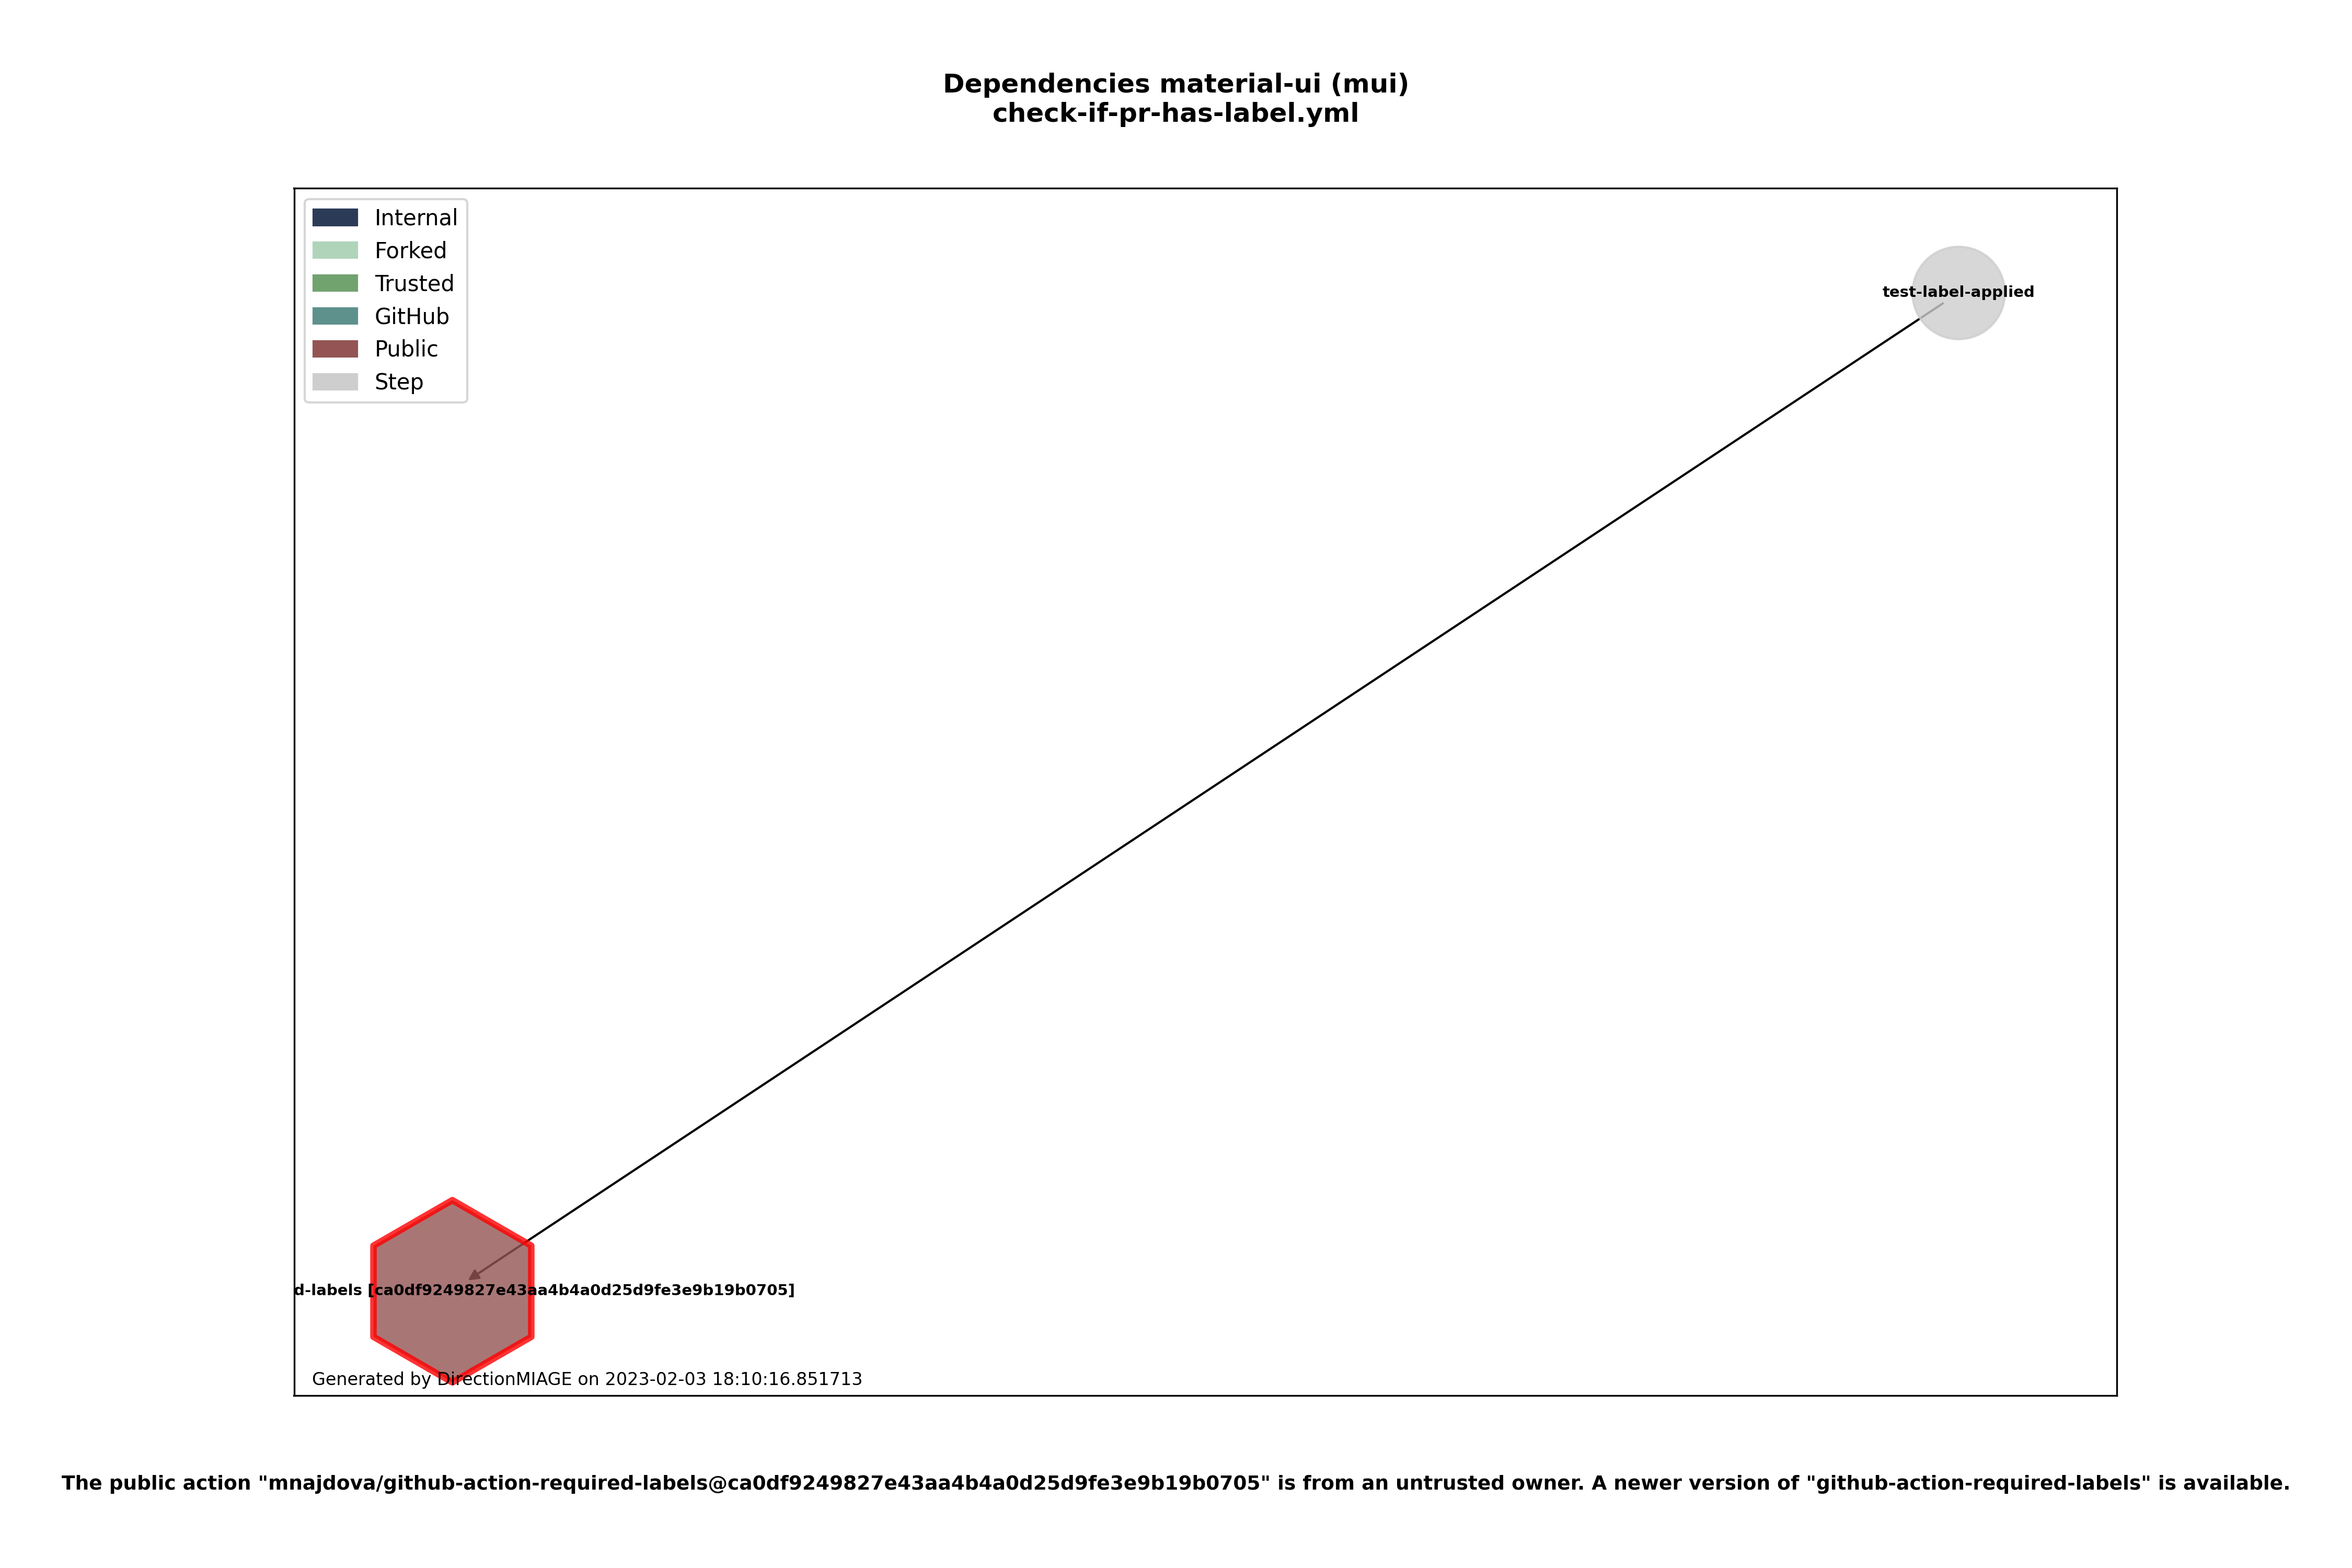 Dependencies material-ui (mui)
check-if-pr-has-label.yml
Internal
Forked
Trusted
GitHub
Public
Step
test-label-applied
d-labels [ca0df9249827e43aa4b4a0d25d9fe3e9b19b0705]
Generated by DirectionMIAGE on 2023-02-03 18:10:16.851713
The public action "mnajdova/github-action-required-labels@ca0df9249827e43aa4b4a0d25d9fe3e9b19b0705" is from an untrusted owner. A newer version of "github-action-required-labels" is available.